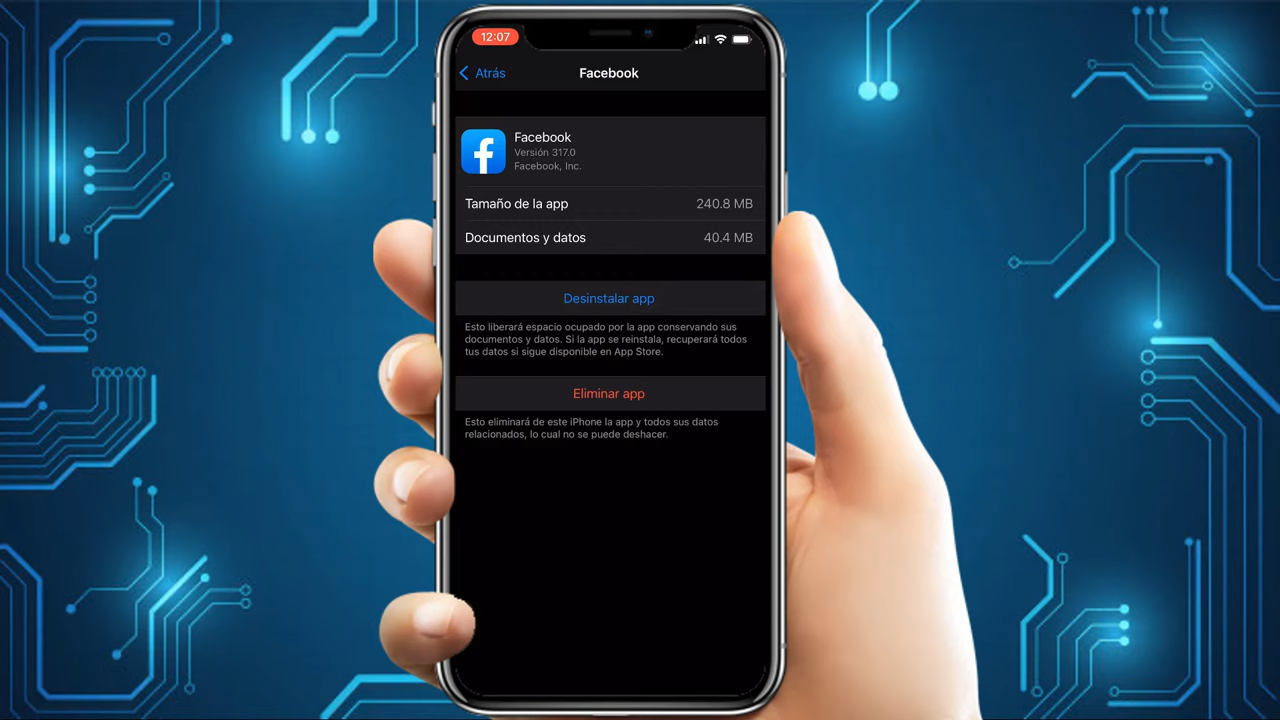 12:07
Atrás
Facebook
Facebook
Versión 317.0
Facebook, Inc.
Tamaño de la app 240.8 MB
Documentos y datos 40.4 MB
Desinstalar app
Esto liberará espacio ocupado por la app conservando sus
documentos y datos. Si la app se reinstala, recuperará todos
tus datos si sigue disponible en App Store.
Eliminar app
Esto eliminará de este iPhone la app y todos sus datos
relacionados, lo cual no se puede deshacer.